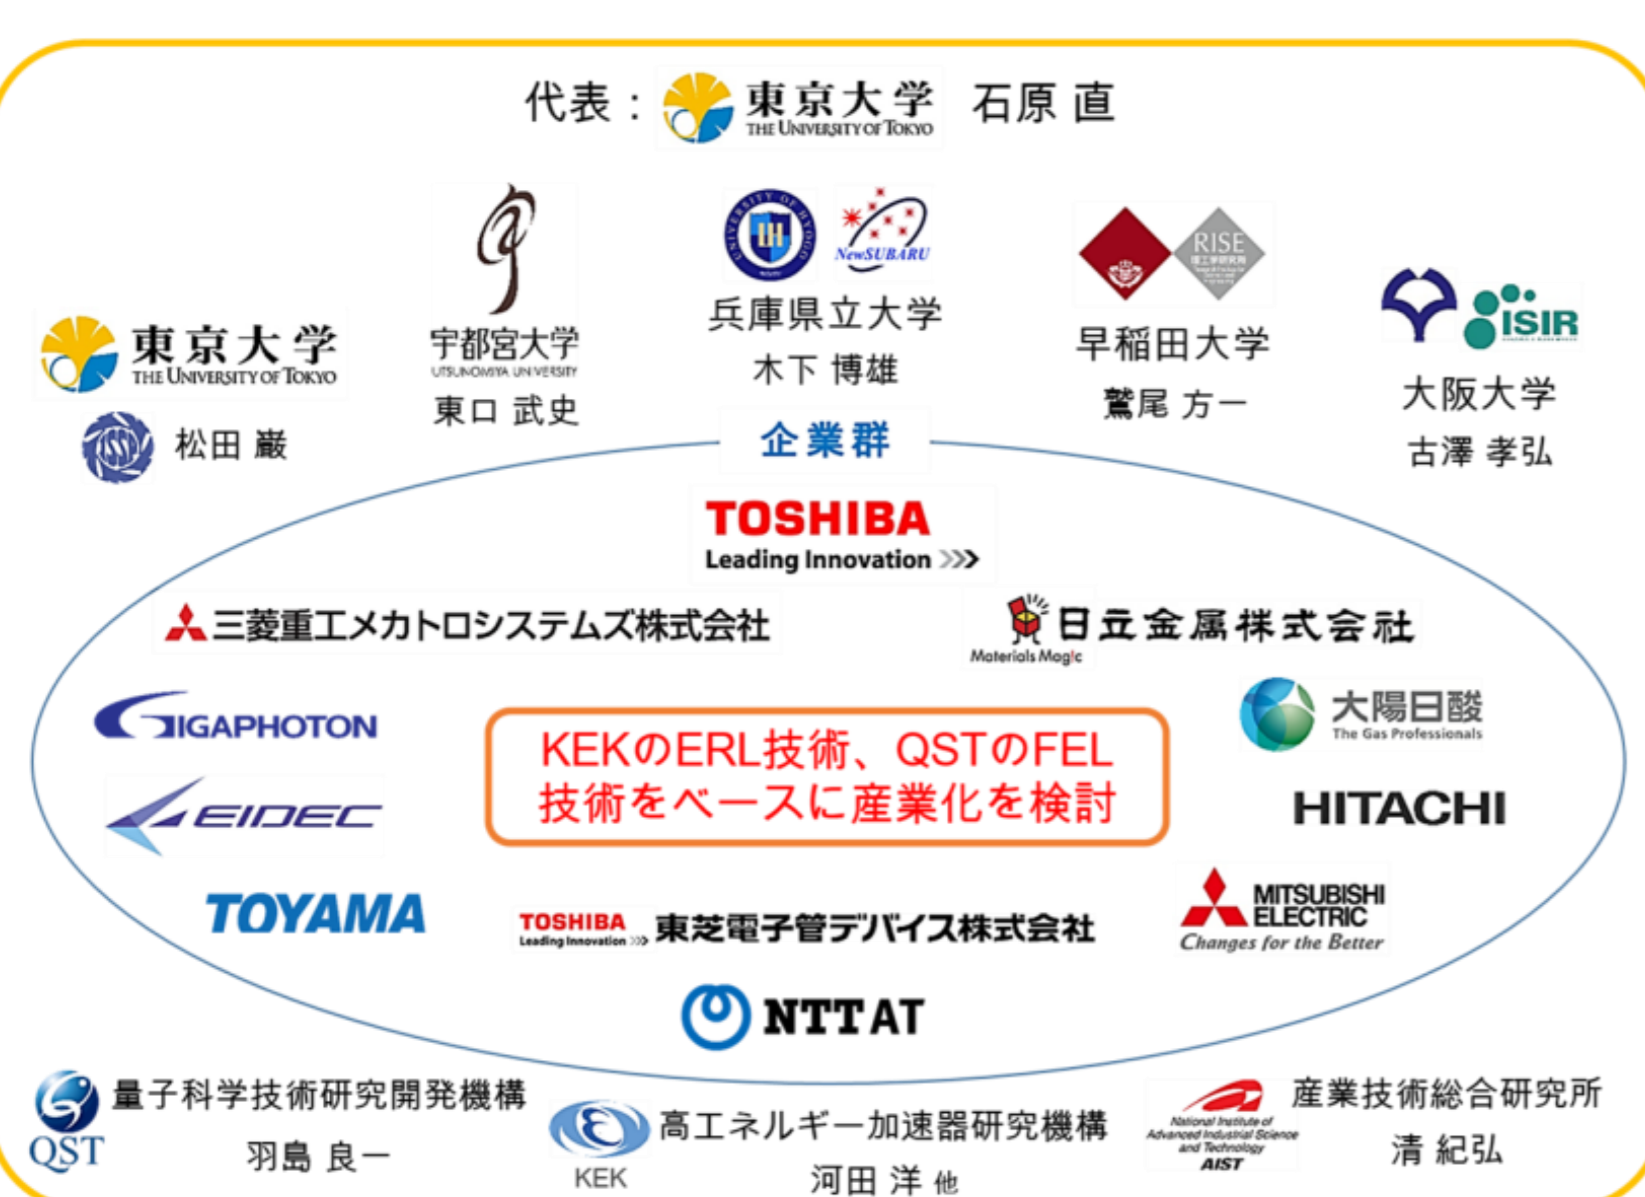 代表： 東京大学 石原 直
THE UNIVERSITY OF TOKYO
UNIVERSITY OF HYOGO
NewSUBARU
RISE
理工学研究所
兵庫県立大学
木下 博雄
早稲田大学
鷲尾 方一
ISIR
大阪大学
古澤 孝弘
東京大学
THE UNIVERSITY OF TOKYO
宇都宮大学
UTSUNOMIYA UNIVERSITY
東口 武史
ISSP
松田 巌
企業群
TOSHIBA
Leading Innovation >>>
三菱重工メカトロシステムズ株式会社
日立金属株式会社
Materials Magic
GIGAPHOTON
大陽日酸
The Gas Professionals
KEKのERL技術、QSTのFEL
技術をベースに産業化を検討
EIDEC
HITACHI
TOYAMA
TOSHIBA 東芝電子管デバイス株式会社
Leading Innovation >>>
MITSUBISHI
ELECTRIC
Changes for the Better
NTT AT
量子科学技術研究開発機構
QST
羽島 良一
高エネルギー加速器研究機構
KEK
河田 洋 他
産業技術総合研究所
National Institute of
Advanced Industrial Science
and Technology
AIST
清 紀弘